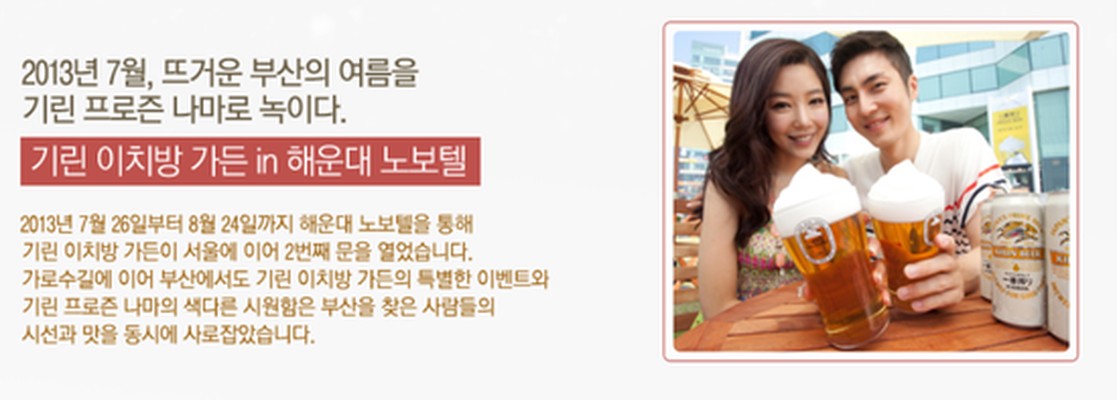 2013년 7월, 뜨거운 부산의 여름을
기린 프로즌 나마로 녹이다.
기린 이치방 가든 in 해운대 노보텔
2013년 7월 26일부터 8월 24일까지 해운대 노보텔을 통해
기린 이치방 가든이 서울에 이어 2번째 문을 열었습니다.
가로수길에 이어 부산에서도 기린 이치방 가든의 특별한 이벤트와
기린 프로즌 나마의 색다른 시원함은 부산을 찾은 사람들의
시선과 맛을 동시에 사로잡았습니다.
KIRIN BEER